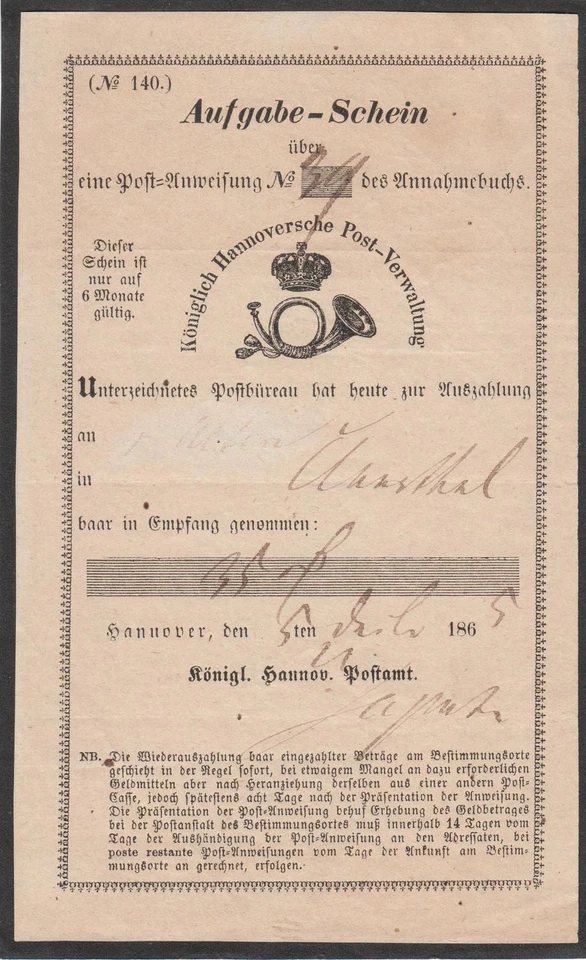 (№ 140.)
Aufgabe-Schein
über
eine Post-Anweisung № des Annahmebuchs.
Königlich Hannoversche Post-Verwaltung
Dieser
Schein ist
nur auf
6 Monate
gültig.
Unterzeichnetes Postbüreau hat heute zur Auszahlung
an
in
baar in Empfang genommen:
35
Hannover, den 5ten 1865
Königl. Hannov. Postamt.
NB. Die Wiederauszahlung baar eingezahlter Beträge am Bestimmungsorte
geschieht in der Regel sofort, bei etwaigem Mangel an dazu erforderlichen
Geldmitteln aber nach Heranziehung derselben aus einer andern Post-
Casse, jedoch spätestens acht Tage nach der Präsentation der Anweisung.
Die Präsentation der Post-Anweisung behuf Erhebung des Geldbetrages
bei der Postanstalt des Bestimmungsortes muß innerhalb 14 Tagen vom
Tage der Aushändigung der Post-Anweisung an den Adressaten, bei
poste restante Post-Anweisungen vom Tage der Ankunft am Bestim-
mungsorte an gerechnet, erfolgen.